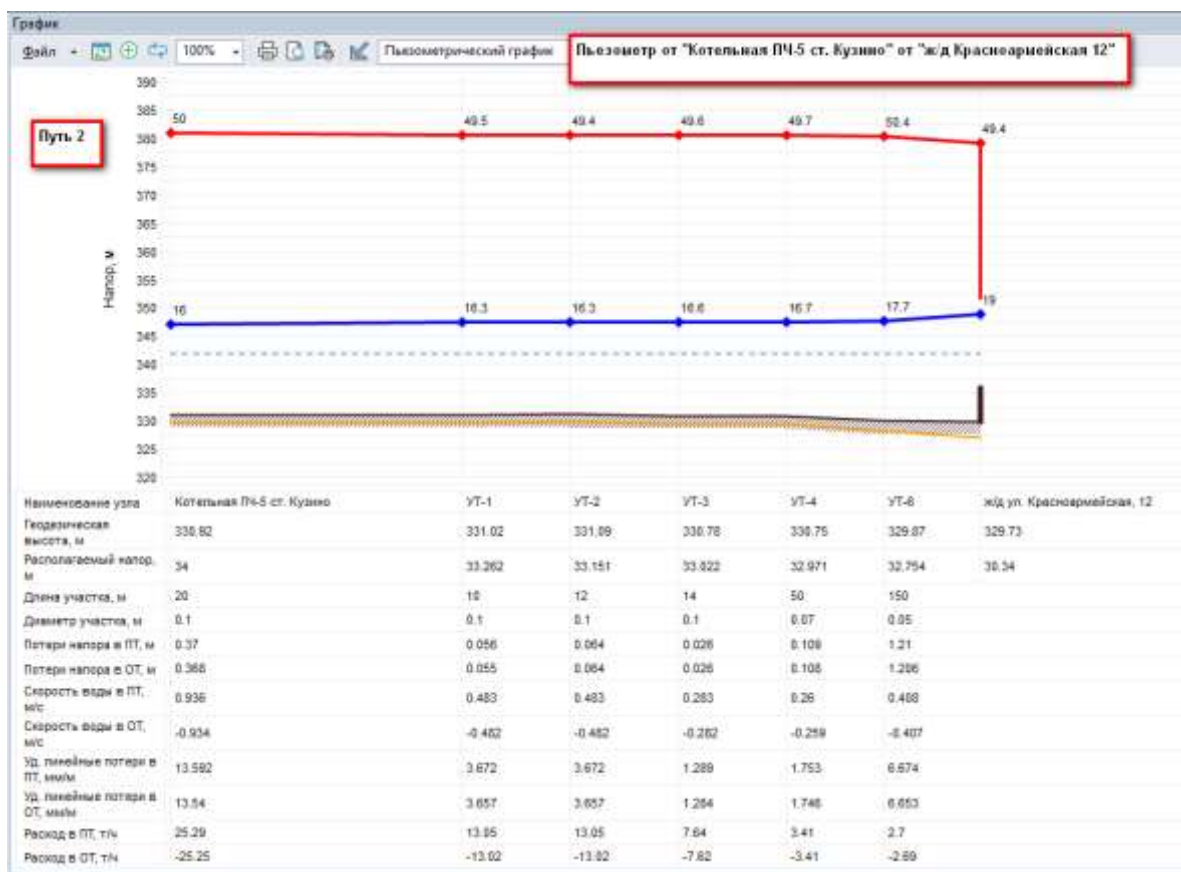 График
Файл
100%
Пьезометрический график
Пьезометр от "Котельная ПЧ-5 ст. Кузино" от "ж/д Красноармейская 12"
Путь 2
Напор, м
390
385
380
375
370
365
360
355
350
345
340
335
330
325
320
50 49.5 49.4 49.6 49.7 50.4 49.4
16 16.3 16.3 16.6 16.7 17.7 19
Наименование узла Котельная ПЧ-5 ст. Кузино УТ-1 УТ-2 УТ-3 УТ-4 УТ-6 ж/д ул. Красноармейская, 12
Геодезическая высота, м 330.92 331.02 331.09 330.78 330.75 329.87 329.73
Располагаемый напор, м 34 33.262 33.151 33.022 32.971 32.754 30.34
Длина участка, м 20 10 12 14 50 150
Диаметр участка, м 0.1 0.1 0.1 0.1 0.07 0.05
Потери напора в ПТ, м 0.37 0.056 0.064 0.026 0.109 1.21
Потери напора в ОТ, м 0.368 0.055 0.064 0.026 0.108 1.206
Скорость воды в ПТ, м/с 0.936 0.483 0.483 0.283 0.26 0.408
Скорость воды в ОТ, м/с -0.934 -0.482 -0.482 -0.282 -0.259 -0.407
Уд. линейные потери в ПТ, мм/м 13.592 3.672 3.672 1.289 1.753 6.674
Уд. линейные потери в ОТ, мм/м 13.54 3.657 3.657 1.284 1.746 6.653
Расход в ПТ, т/ч 25.29 13.05 13.05 7.64 3.41 2.7
Расход в ОТ, т/ч -25.25 -13.02 -13.02 -7.62 -3.41 -2.69